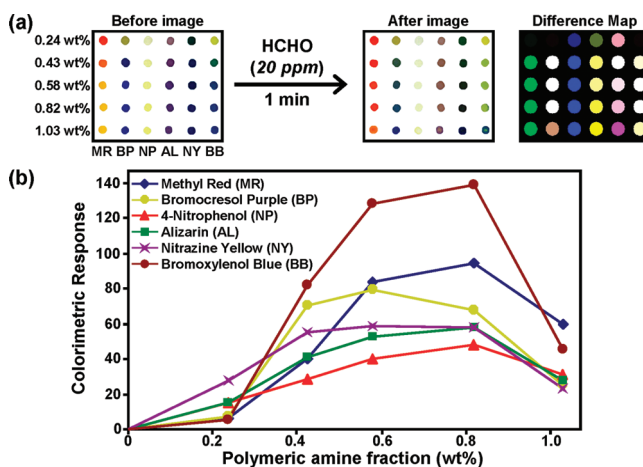 (a)
Before image
After image
Difference Map
0.24 wt%
0.43 wt%
0.58 wt%
0.82 wt%
1.03 wt%
HCHO
(20 ppm)
1 min
MR BP NP AL NY BB
(b)
140
120
100
80
60
40
20
0
Colorimetric Response
Methyl Red (MR)
Bromocresol Purple (BP)
4-Nitrophenol (NP)
Alizarin (AL)
Nitrazine Yellow (NY)
Bromoxylenol Blue (BB)
0 0.2 0.4 0.6 0.8 1.0
Polymeric amine fraction (wt%)